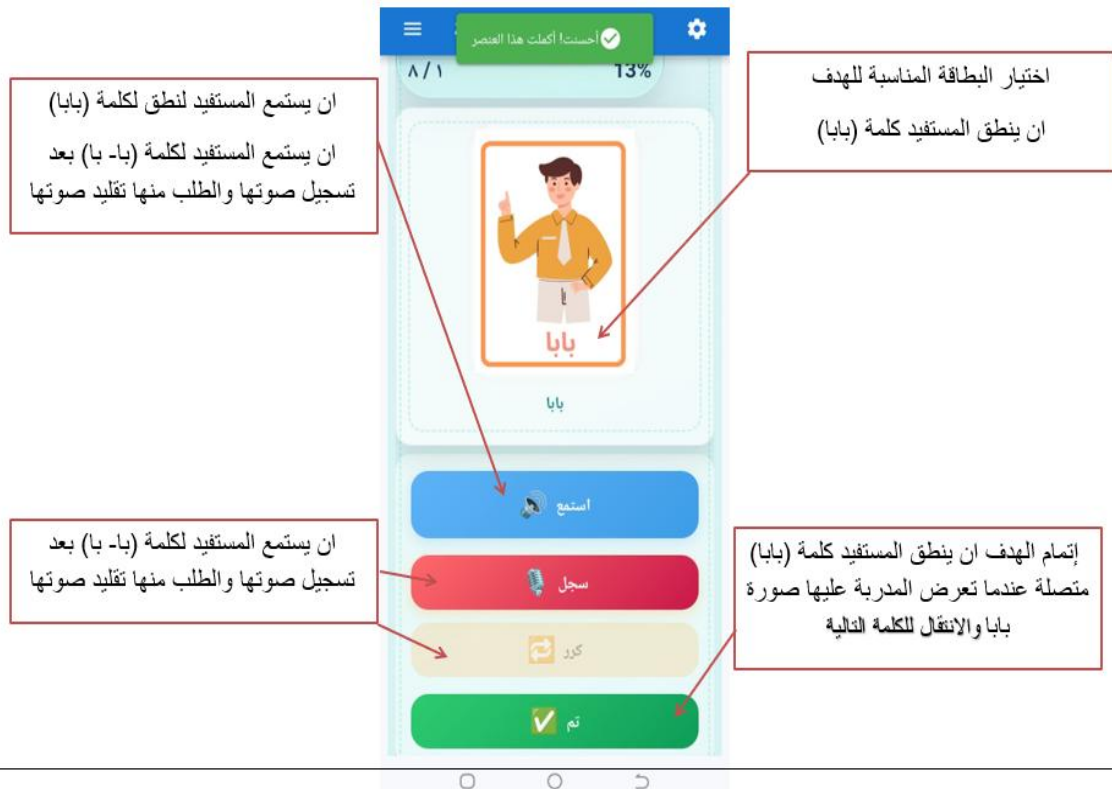 أحسنت! أكملت هذا العنصر
٨ / ١
13%
اختيار البطاقة المناسبة للهدف
ان ينطق المستفيد كلمة (بابا)
ان يستمع المستفيد لنطق لكلمة (بابا)
ان يستمع المستفيد لكلمة (با- با) بعد
تسجيل صوتها والطلب منها تقليد صوتها
بابا
بابا
استمع
سجل
كرر
تم
ان يستمع المستفيد لكلمة (با- با) بعد
تسجيل صوتها والطلب منها تقليد صوتها
إتمام الهدف ان ينطق المستفيد كلمة (بابا)
متصلة عندما تعرض المدربة عليها صورة
بابا والانتقال للكلمة التالية